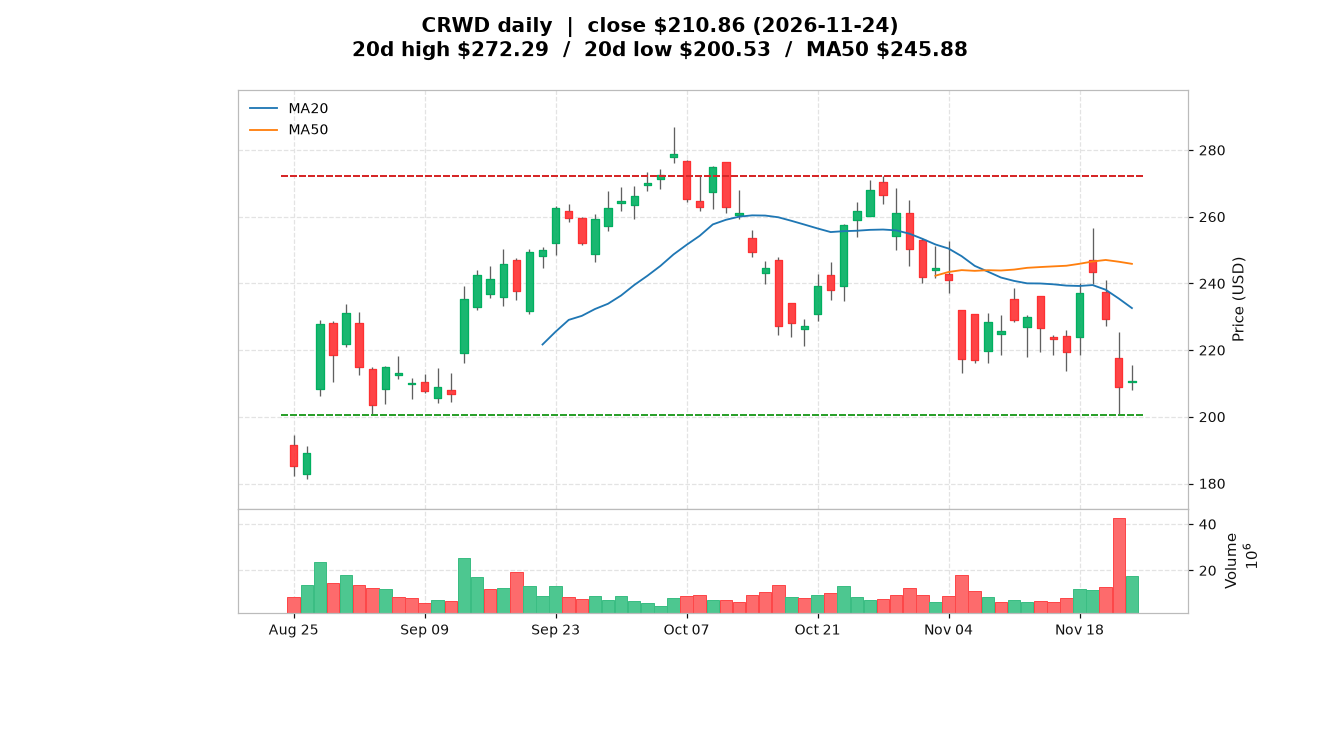 CRWD daily | close $210.86 (2026-11-24)
20d high $272.29 / 20d low $200.53 / MA50 $245.88
MA20
MA50
280
260
240
220
200
180
Price (USD)
40
20
Volume
10^6
Aug 25
Sep 09
Sep 23
Oct 07
Oct 21
Nov 04
Nov 18